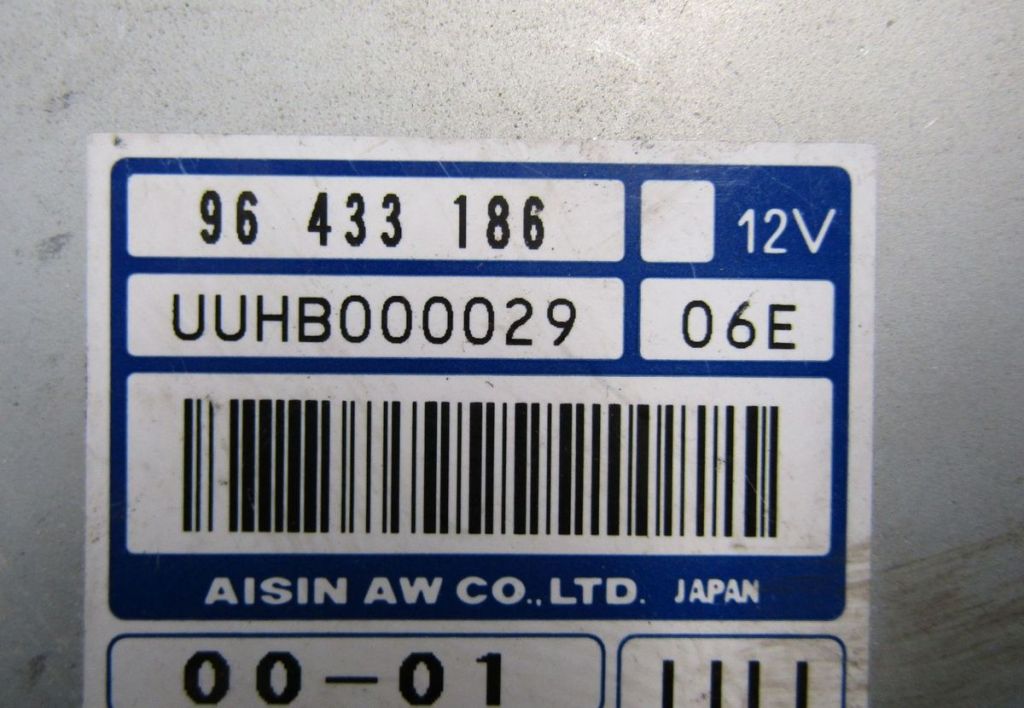 96 433 186
12V
UUHB000029
06E
AISIN AW CO.,LTD. JAPAN
00-01